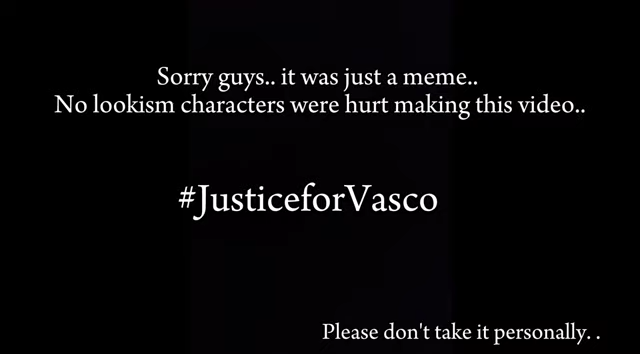 Sorry guys.. it was just a meme..
No lookism characters were hurt making this video..
#JusticeforVasco
Please don't take it personally. .